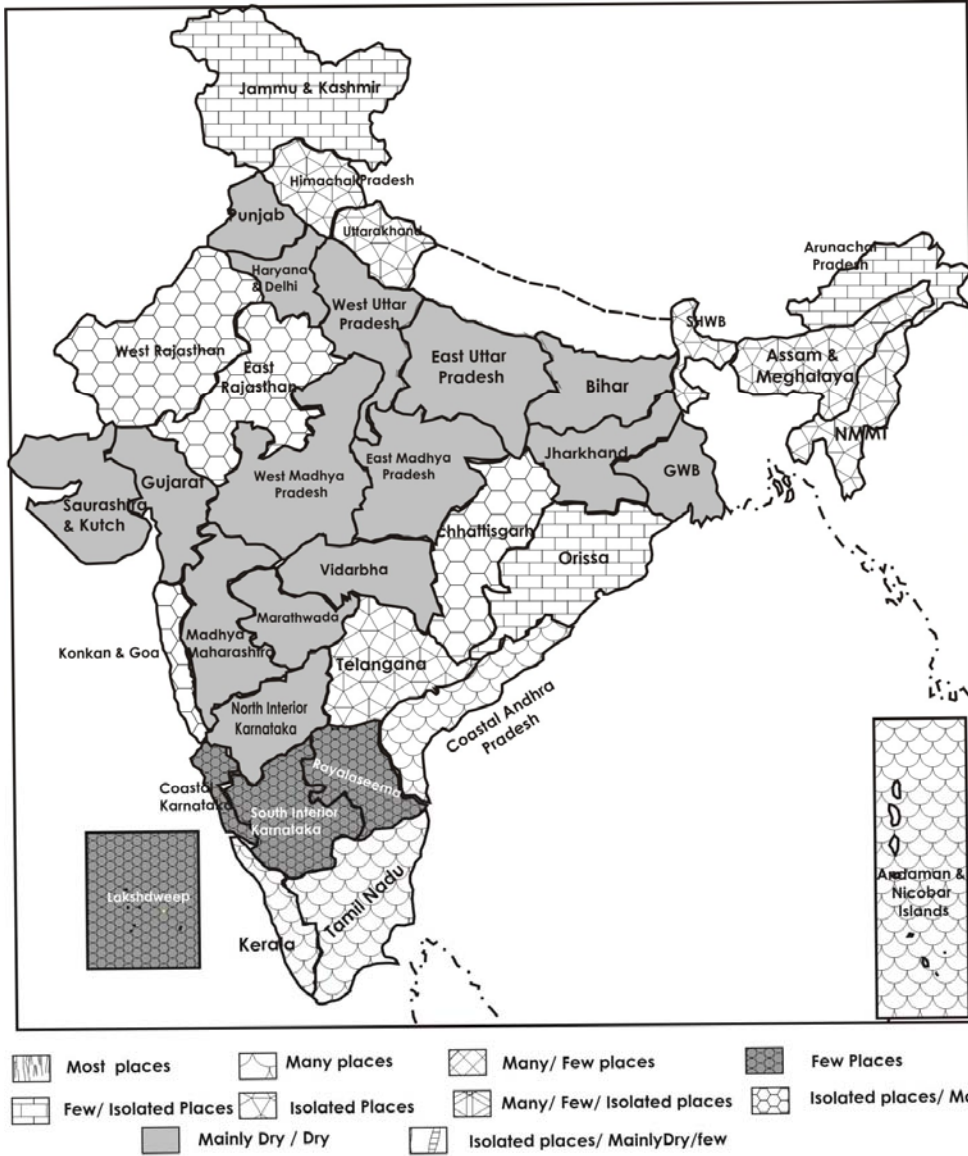 Jammu & Kashmir
Himachal Pradesh
Punjab
Uttarakhand
Arunachal
Pradesh
Haryana
& Delhi
West Uttar
Pradesh
SHWB
West Rajasthan
East
Rajasthan
East Uttar
Pradesh
Bihar
Assam &
Meghalaya
NMMT
Jharkhand
GWB
East Madhya
Pradesh
West Madhya
Pradesh
Gujarat
Saurashtra
& Kutch
chhattisgarh
Orissa
Vidarbha
Marathwada
Madhya
Maharashtra
Konkan & Goa
Telangana
North Interior
Karnataka
Coastal Andhra
Pradesh
Rayalaseema
Coastal
Karnataka
South Interior
Karnataka
Lakshdweep
Tamil Nadu
Kerala
Andaman &
Nicobar
Islands
Most places
Many places
Many/ Few places
Few Places
Few/ Isolated Places
Isolated Places
Many/ Few/ Isolated places
Isolated places/
Mainly Dry / Dry
Isolated places/ MainlyDry/few